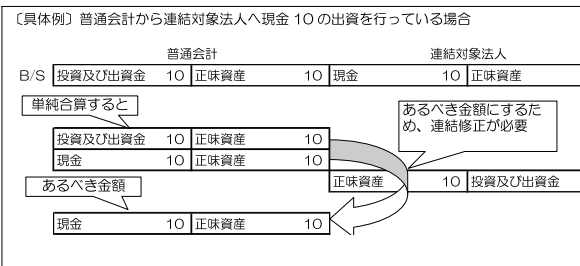 〔具体例〕普通会計から連結対象法人へ現金10の出資を行っている場合
普通会計 連結対象法人
B/S 投資及び出資金 10 正味資産 10 現金 10 正味資産
単純合算すると
あるべき金額にするた
め、連結修正が必要
投資及び出資金 10 正味資産 10
現金 10 正味資産 10
正味資産 10 投資及び出資金
あるべき金額
現金 10 正味資産 10